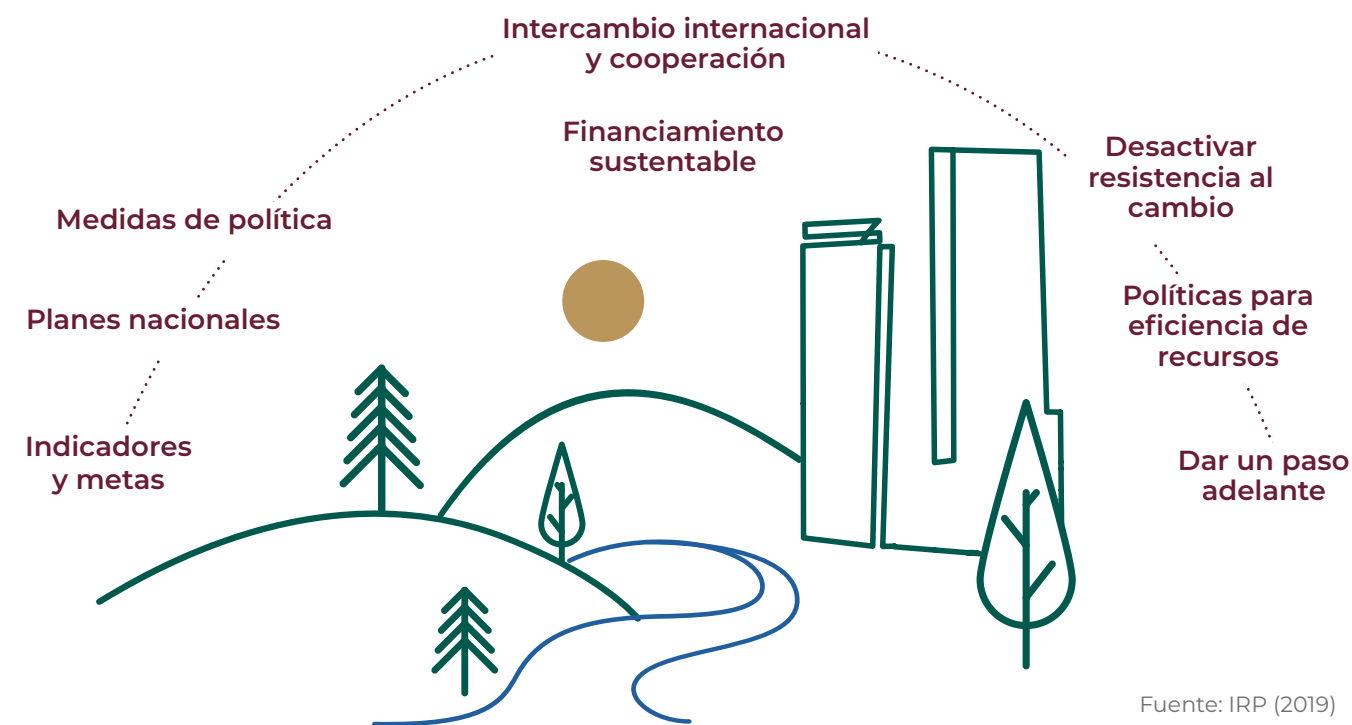 Intercambio internacional
y cooperación
Financiamiento
sustentable
Desactivar
resistencia al
cambio
Medidas de política
Políticas para
eficiencia de
recursos
Planes nacionales
Indicadores
y metas
Dar un paso
adelante
Fuente: IRP (2019)